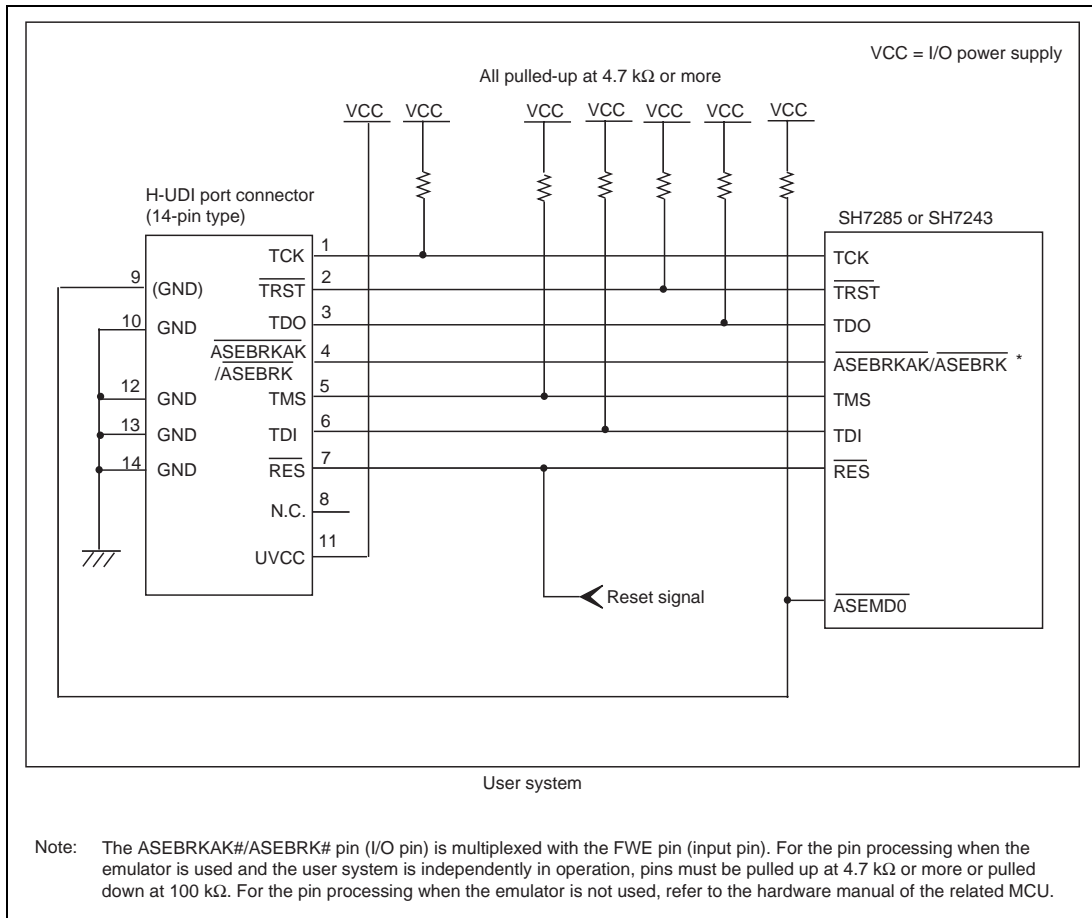 VCC = I/O power supply
All pulled-up at 4.7 kΩ or more
VCC VCC VCC VCC VCC VCC VCC
H-UDI port connector
(14-pin type)
SH7285 or SH7243
TCK 1 TCK
9 (GND) TRST 2 TRST
10 GND TDO 3 TDO
ASEBRKAK
/ASEBRK 4 ASEBRKAK/ASEBRK *
12 GND TMS 5 TMS
13 GND TDI 6 TDI
14 GND RES 7 RES
N.C. 8
UVCC 11
Reset signal
ASEMD0
User system
Note: The ASEBRKAK#/ASEBRK# pin (I/O pin) is multiplexed with the FWE pin (input pin). For the pin processing when the
emulator is used and the user system is independently in operation, pins must be pulled up at 4.7 kΩ or more or pulled
down at 100 kΩ. For the pin processing when the emulator is not used, refer to the hardware manual of the related MCU.